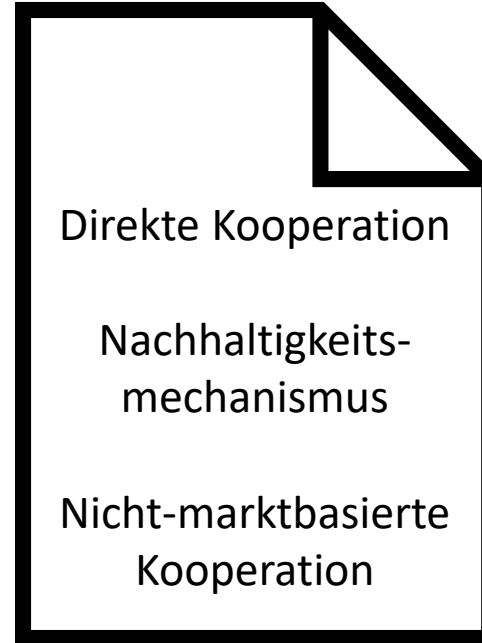 Direkte Kooperation
Nachhaltigkeits-
mechanismus
Nicht-marktbasierte
Kooperation